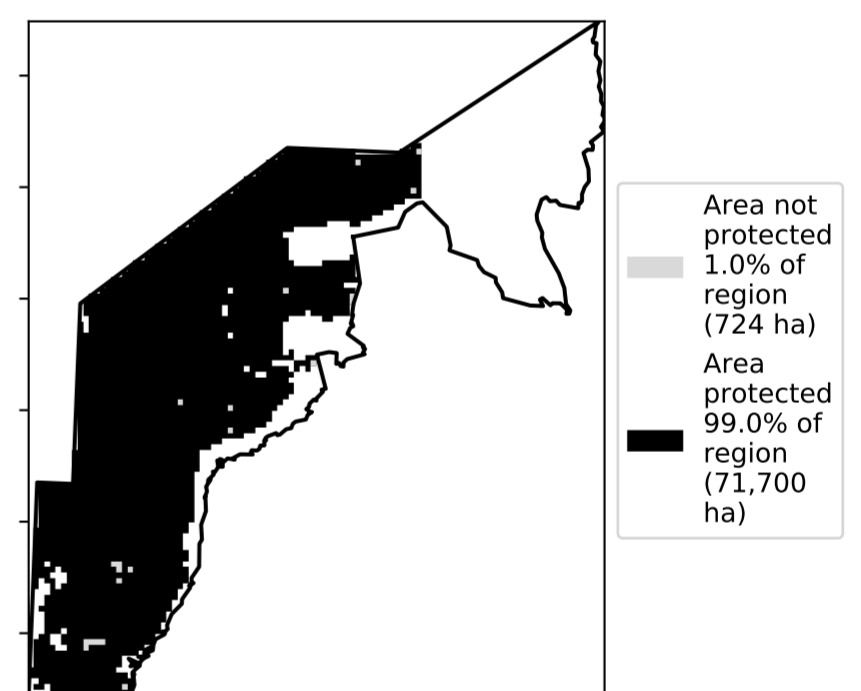 Area not
protected
1.0% of
region
(724 ha)
Area
protected
99.0% of
region
(71,700
ha)